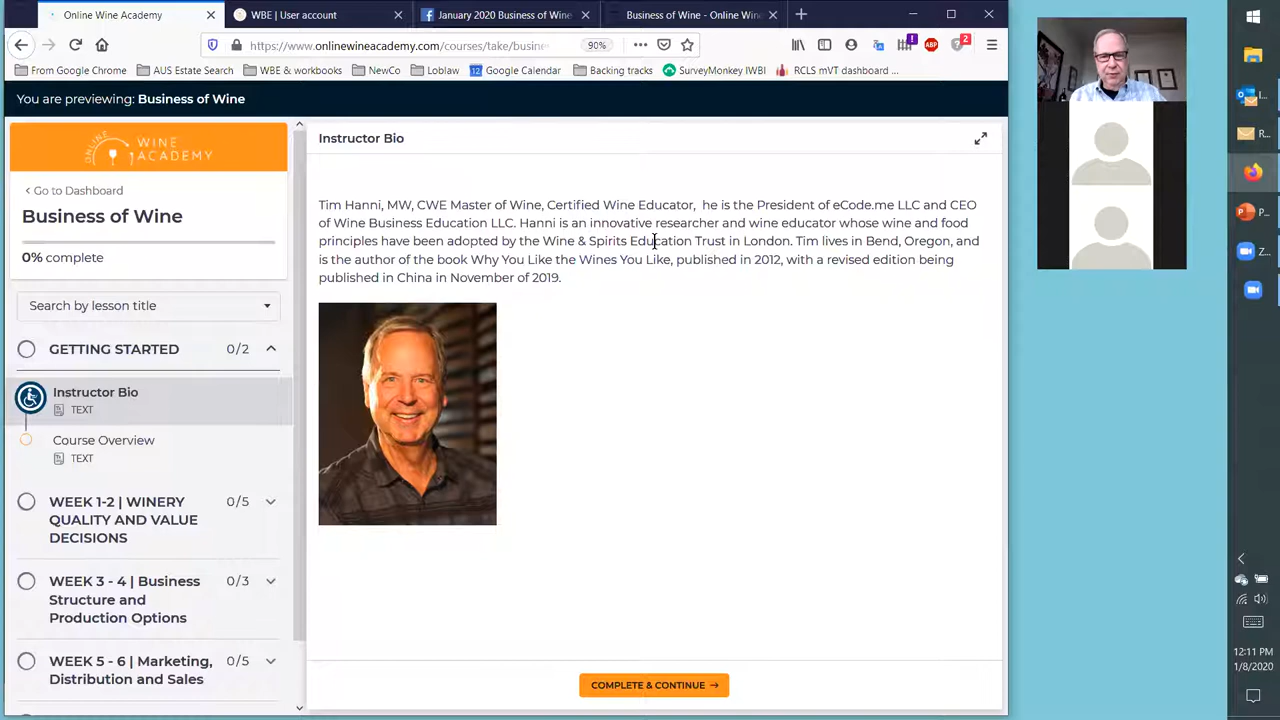 Online Wine Academy
WBE | User account
January 2020 Business of Wine
Business of Wine - Online Win
https://www.onlinewineacademy.com/courses/take/busine
90%
2
From Google Chrome
AUS Estate Search
WBE & workbooks
NewCo
Loblaw
12
Google Calendar
Backing tracks
SurveyMonkey IWBI
RCLS mVT dashboard ...
ABP
You are previewing: Business of Wine
ONLINE WINE ACADEMY
< Go to Dashboard
Business of Wine
0% complete
Search by lesson title
GETTING STARTED 0/2
Instructor Bio
TEXT
Course Overview
TEXT
WEEK 1-2 | WINERY 0/5
QUALITY AND VALUE
DECISIONS
WEEK 3 - 4 | Business 0/3
Structure and
Production Options
WEEK 5 - 6 | Marketing, 0/5
Distribution and Sales
Instructor Bio
Tim Hanni, MW, CWE Master of Wine, Certified Wine Educator, he is the President of eCode.me LLC and CEO
of Wine Business Education LLC. Hanni is an innovative researcher and wine educator whose wine and food
principles have been adopted by the Wine & Spirits Education Trust in London. Tim lives in Bend, Oregon, and
is the author of the book Why You Like the Wines You Like, published in 2012, with a revised edition being
published in China in November of 2019.
COMPLETE & CONTINUE →
I...
R...
P...
Z...
12:11 PM
1/8/2020